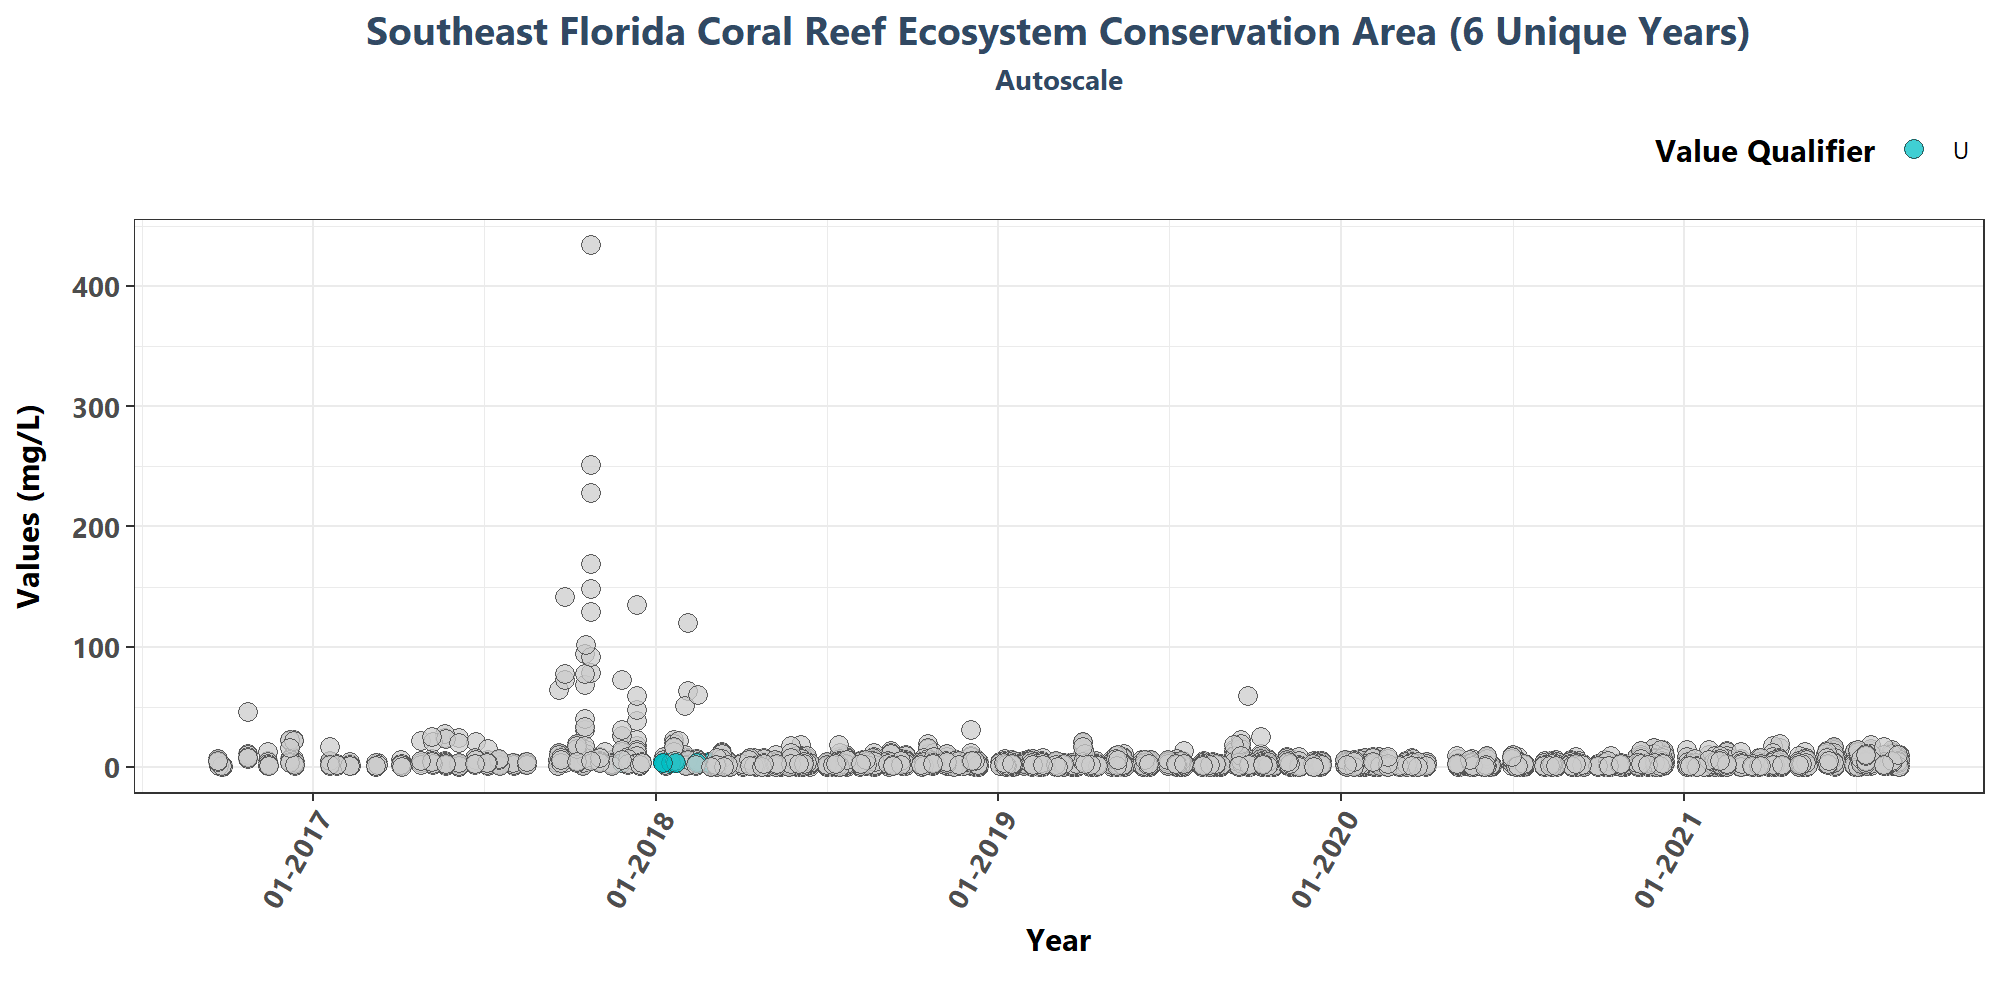 Southeast Florida Coral Reef Ecosystem Conservation Area (6 Unique Years)
Autoscale
Value Qualifier U
400
300
200
100
0
Values (mg/L)
01-2017
01-2018
01-2019
01-2020
01-2021
Year